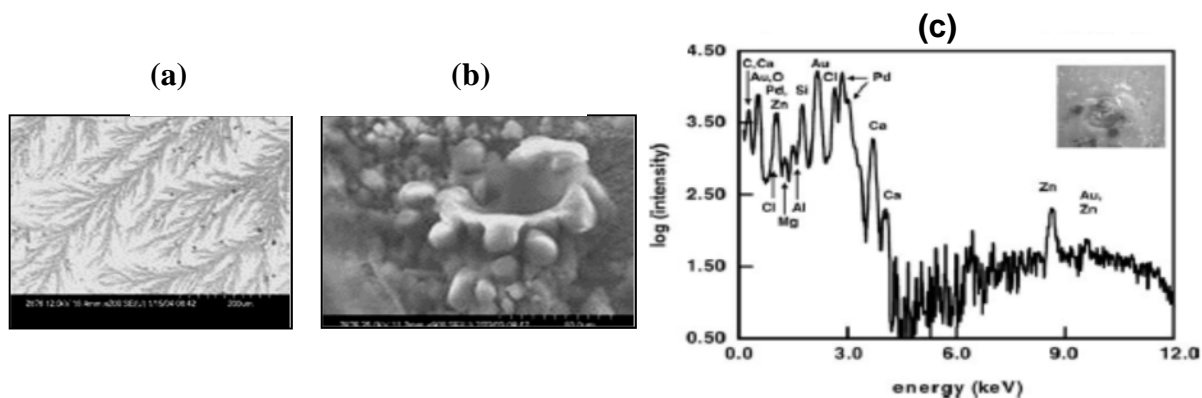 (a)
(b)
(c)
200um
4.50
3.50
2.50
1.50
0.50
log (intensity)
C,Ca
Au,O
Pd,
Zn
Si
Au
Cl
Pd
Ca
Ca
Cl
Mg
Al
Zn
Au,
Zn
0.0
3.0
6.0
9.0
12.0
energy (keV)